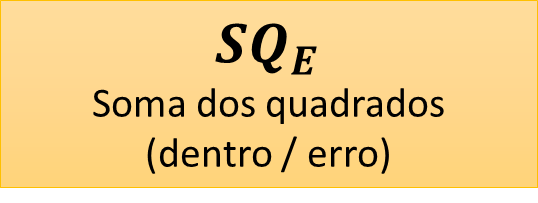 SQ_E
Soma dos quadrados
(dentro / erro)